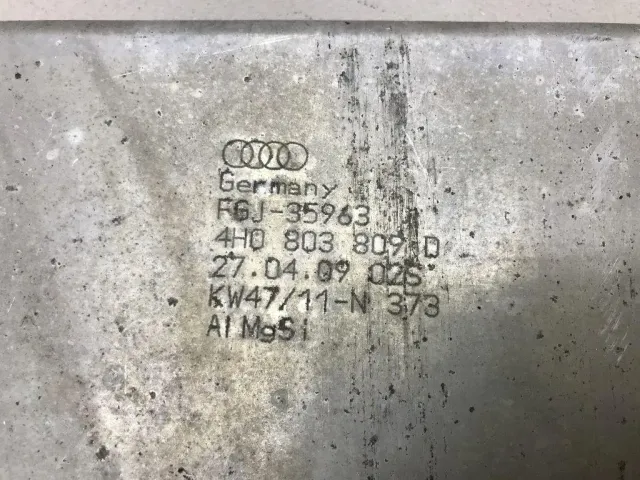 Germany
FGJ-35963
4H0 803 809 D
27.04.09 02S
KW47/11-N 373
AlMgSi